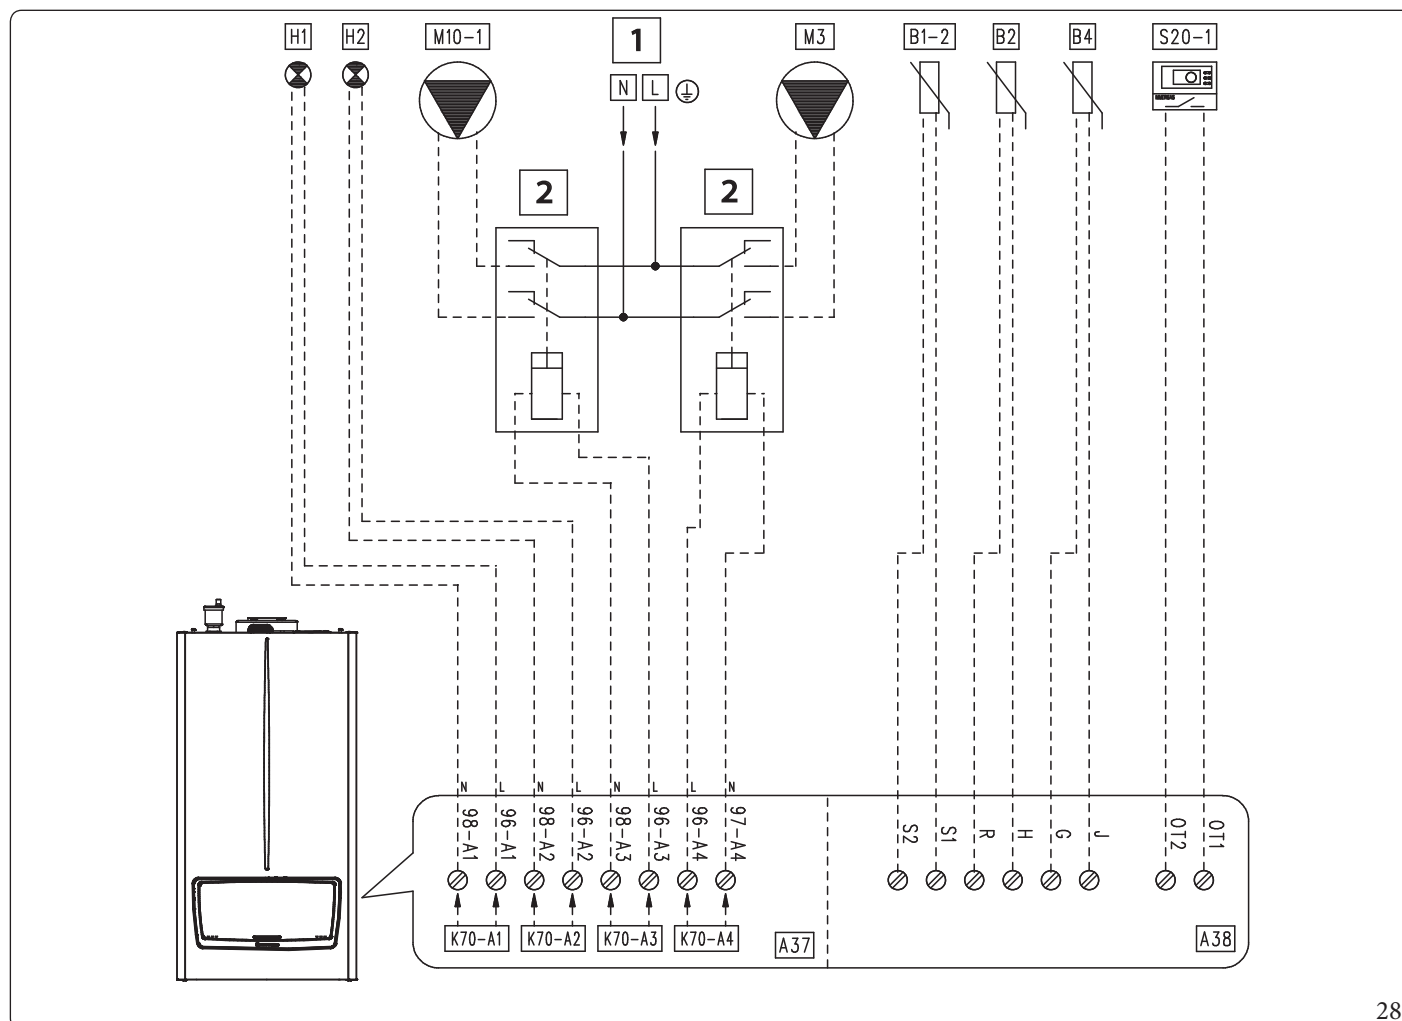 H1 H2 M10-1 1 M3 B1-2 B2 B4 S20-1
N L
2 2
N L N L N L L N
98-A1 96-A1 98-A2 96-A2 98-A3 96-A3 96-A4 97-A4 S2 S1 R H G J OT2 OT1
K70-A1 K70-A2 K70-A3 K70-A4 A37 A38
28